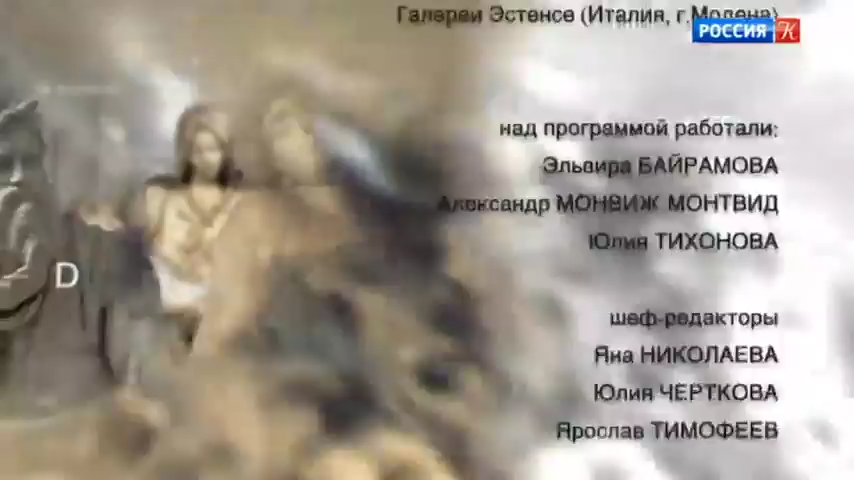 Галереи Эстенсе (Италия, г.Модена)
РОССИЯ К
над программой работали:
Эльвира БАЙРАМОВА
Александр МОНВИЖ МОНТВИД
Юлия ТИХОНОВА
D
шеф-редакторы
Яна НИКОЛАЕВА
Юлия ЧЕРТКОВА
Ярослав ТИМОФЕЕВ